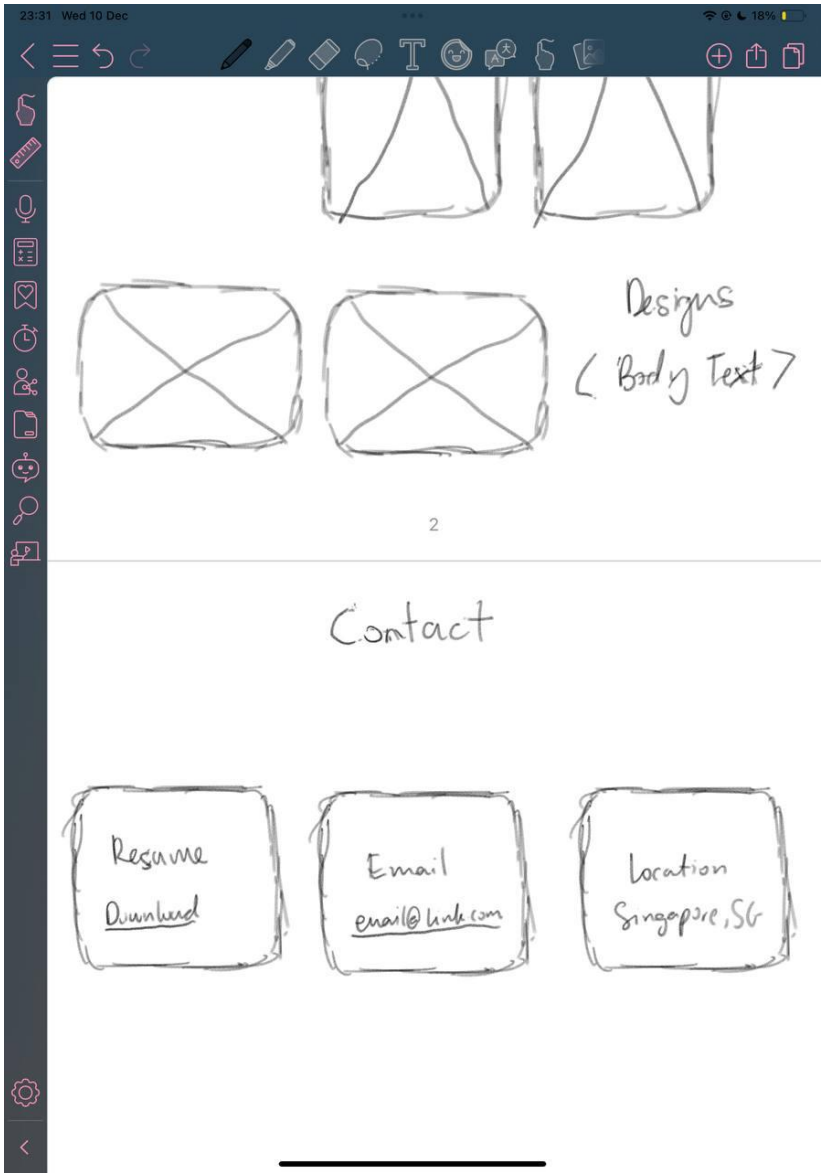 23:31 Wed 10 Dec
18%
Designs
< Body Text >
2
Contact
Resume
Download
Email
email@link.com
Location
Singapore, SG